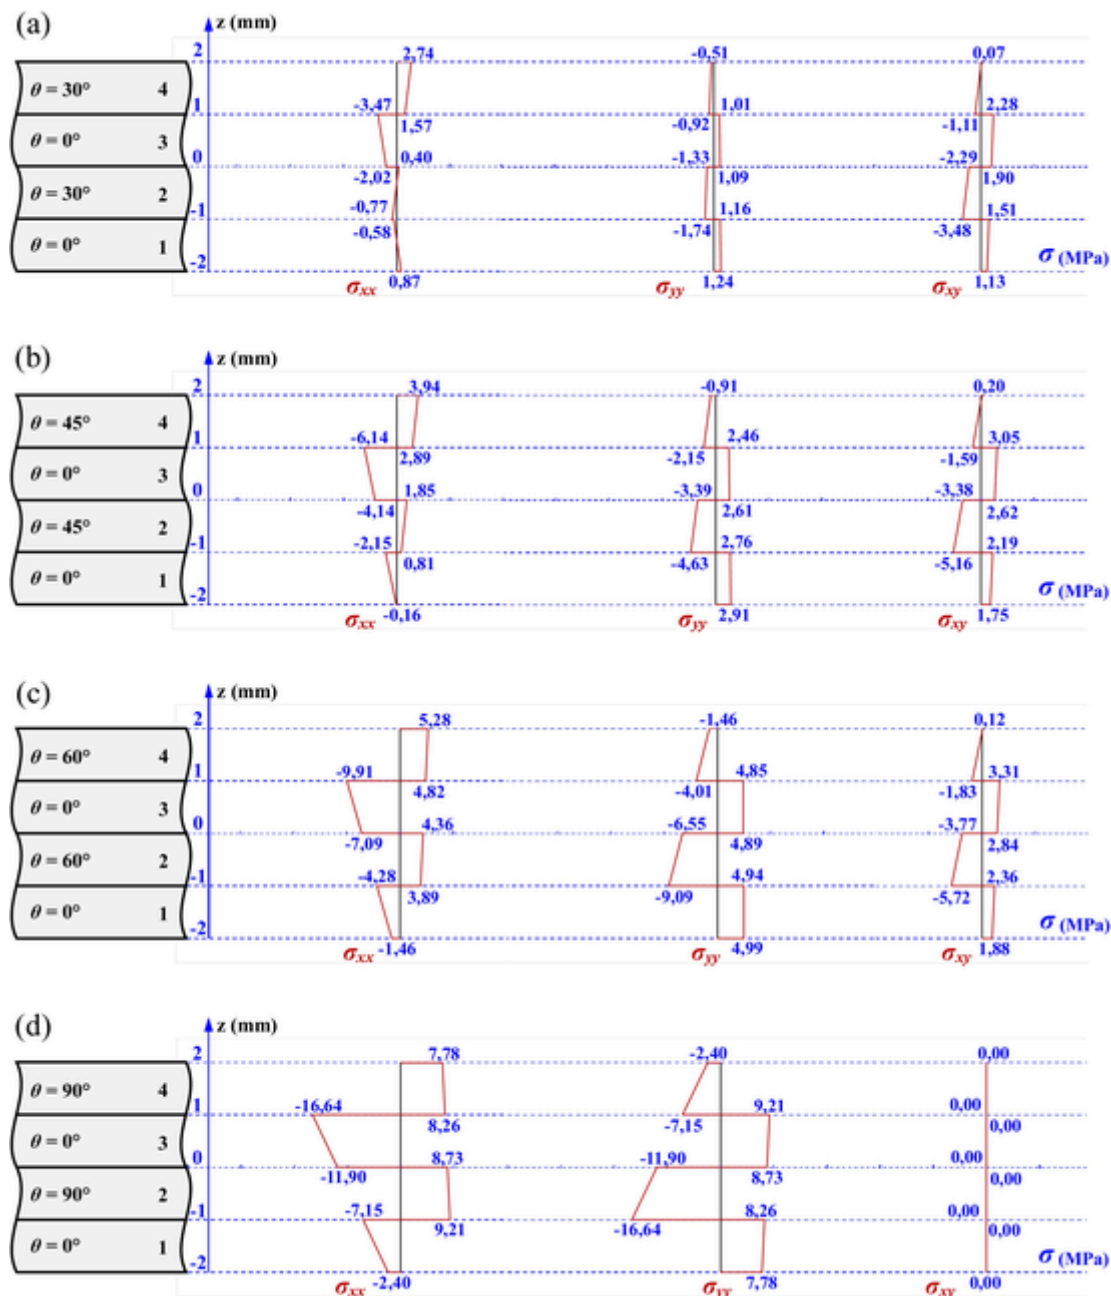 (a)
z (mm)
2 2,74 -0,51 0,07
θ = 30° 4
1 -3,47 1,01 2,28
1,57 -0,92 -1,11
θ = 0° 3
0 0,40 -1,33 -2,29
-2,02 1,09 1,90
θ = 30° 2
-1 -0,77 1,16 1,51
-0,58 -1,74 -3,48
θ = 0° 1
σ (MPa)
-2
σxx 0,87 σyy 1,24 σxy 1,13
(b)
z (mm)
2 3,94 -0,91 0,20
θ = 45° 4
1 -6,14 2,46 3,05
2,89 -2,15 -1,59
θ = 0° 3
0 1,85 -3,39 -3,38
-4,14 2,61 2,62
θ = 45° 2
-1 -2,15 2,76 2,19
0,81 -4,63 -5,16
θ = 0° 1
σ (MPa)
-2
σxx -0,16 σyy 2,91 σxy 1,75
(c)
z (mm)
2 5,28 -1,46 0,12
θ = 60° 4
1 -9,91 4,85 3,31
4,82 -4,01 -1,83
θ = 0° 3
0 4,36 -6,55 -3,77
-7,09 4,89 2,84
θ = 60° 2
-1 -4,28 4,94 2,36
3,89 -9,09 -5,72
θ = 0° 1
σ (MPa)
-2
σxx -1,46 σyy 4,99 σxy 1,88
(d)
z (mm)
2 7,78 -2,40 0,00
θ = 90° 4
1 -16,64 9,21 0,00
8,26 -7,15 0,00
θ = 0° 3
0 8,73 -11,90 0,00
-11,90 8,73 0,00
θ = 90° 2
-1 -7,15 8,26 0,00
9,21 -16,64 0,00
θ = 0° 1
σ (MPa)
-2
σxx -2,40 σyy 7,78 σxy 0,00